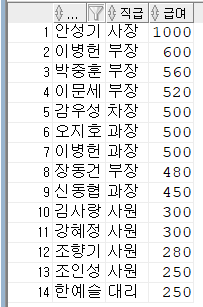 ... 직급 급여
1 안성기 사장 1000
2 이병헌 부장 600
3 박중훈 부장 560
4 이문세 부장 520
5 감우성 차장 500
6 오지호 과장 500
7 이병헌 과장 500
8 장동건 부장 480
9 신동협 과장 450
10 김사랑 사원 300
11 강혜정 사원 300
12 조향기 사원 280
13 조인성 사원 250
14 한예슬 대리 250